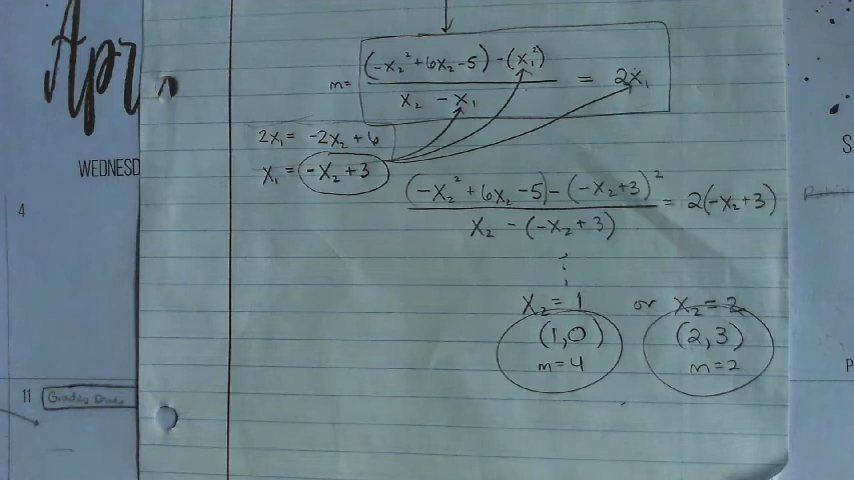 Apr
WEDNESD
4
11 Grades Due
m = ((-x₂² + 6x₂ - 5) - (x₁²)) / (x₂ - x₁) = 2x₁
2x₁ = -2x₂ + 6
x₁ = -x₂ + 3
((-x₂² + 6x₂ - 5) - (-x₂ + 3)²) / (x₂ - (-x₂ + 3)) = 2(-x₂ + 3)
⋮
x₂ = 1 or x₂ = 2
(1,0) (2,3)
m = 4 m = 2
S
P